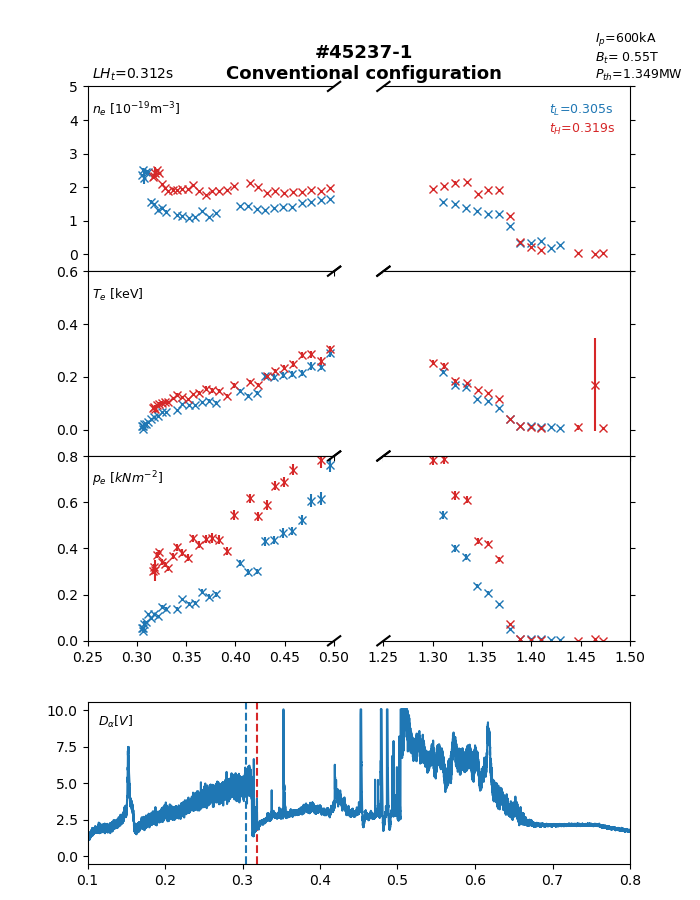 #45237-1
Conventional configuration
LH_t=0.312s
I_p=600kA
B_t= 0.55T
P_th=1.349MW
n_e [10^-19 m^-3]
t_L=0.305s
t_H=0.319s
5
4
3
2
1
0
T_e [keV]
0.6
0.4
0.2
0.0
p_e [kNm^-2]
0.8
0.6
0.4
0.2
0.0
0.25 0.30 0.35 0.40 0.45 0.50 1.25 1.30 1.35 1.40 1.45 1.50
D_α[V]
10.0
7.5
5.0
2.5
0.0
0.1 0.2 0.3 0.4 0.5 0.6 0.7 0.8